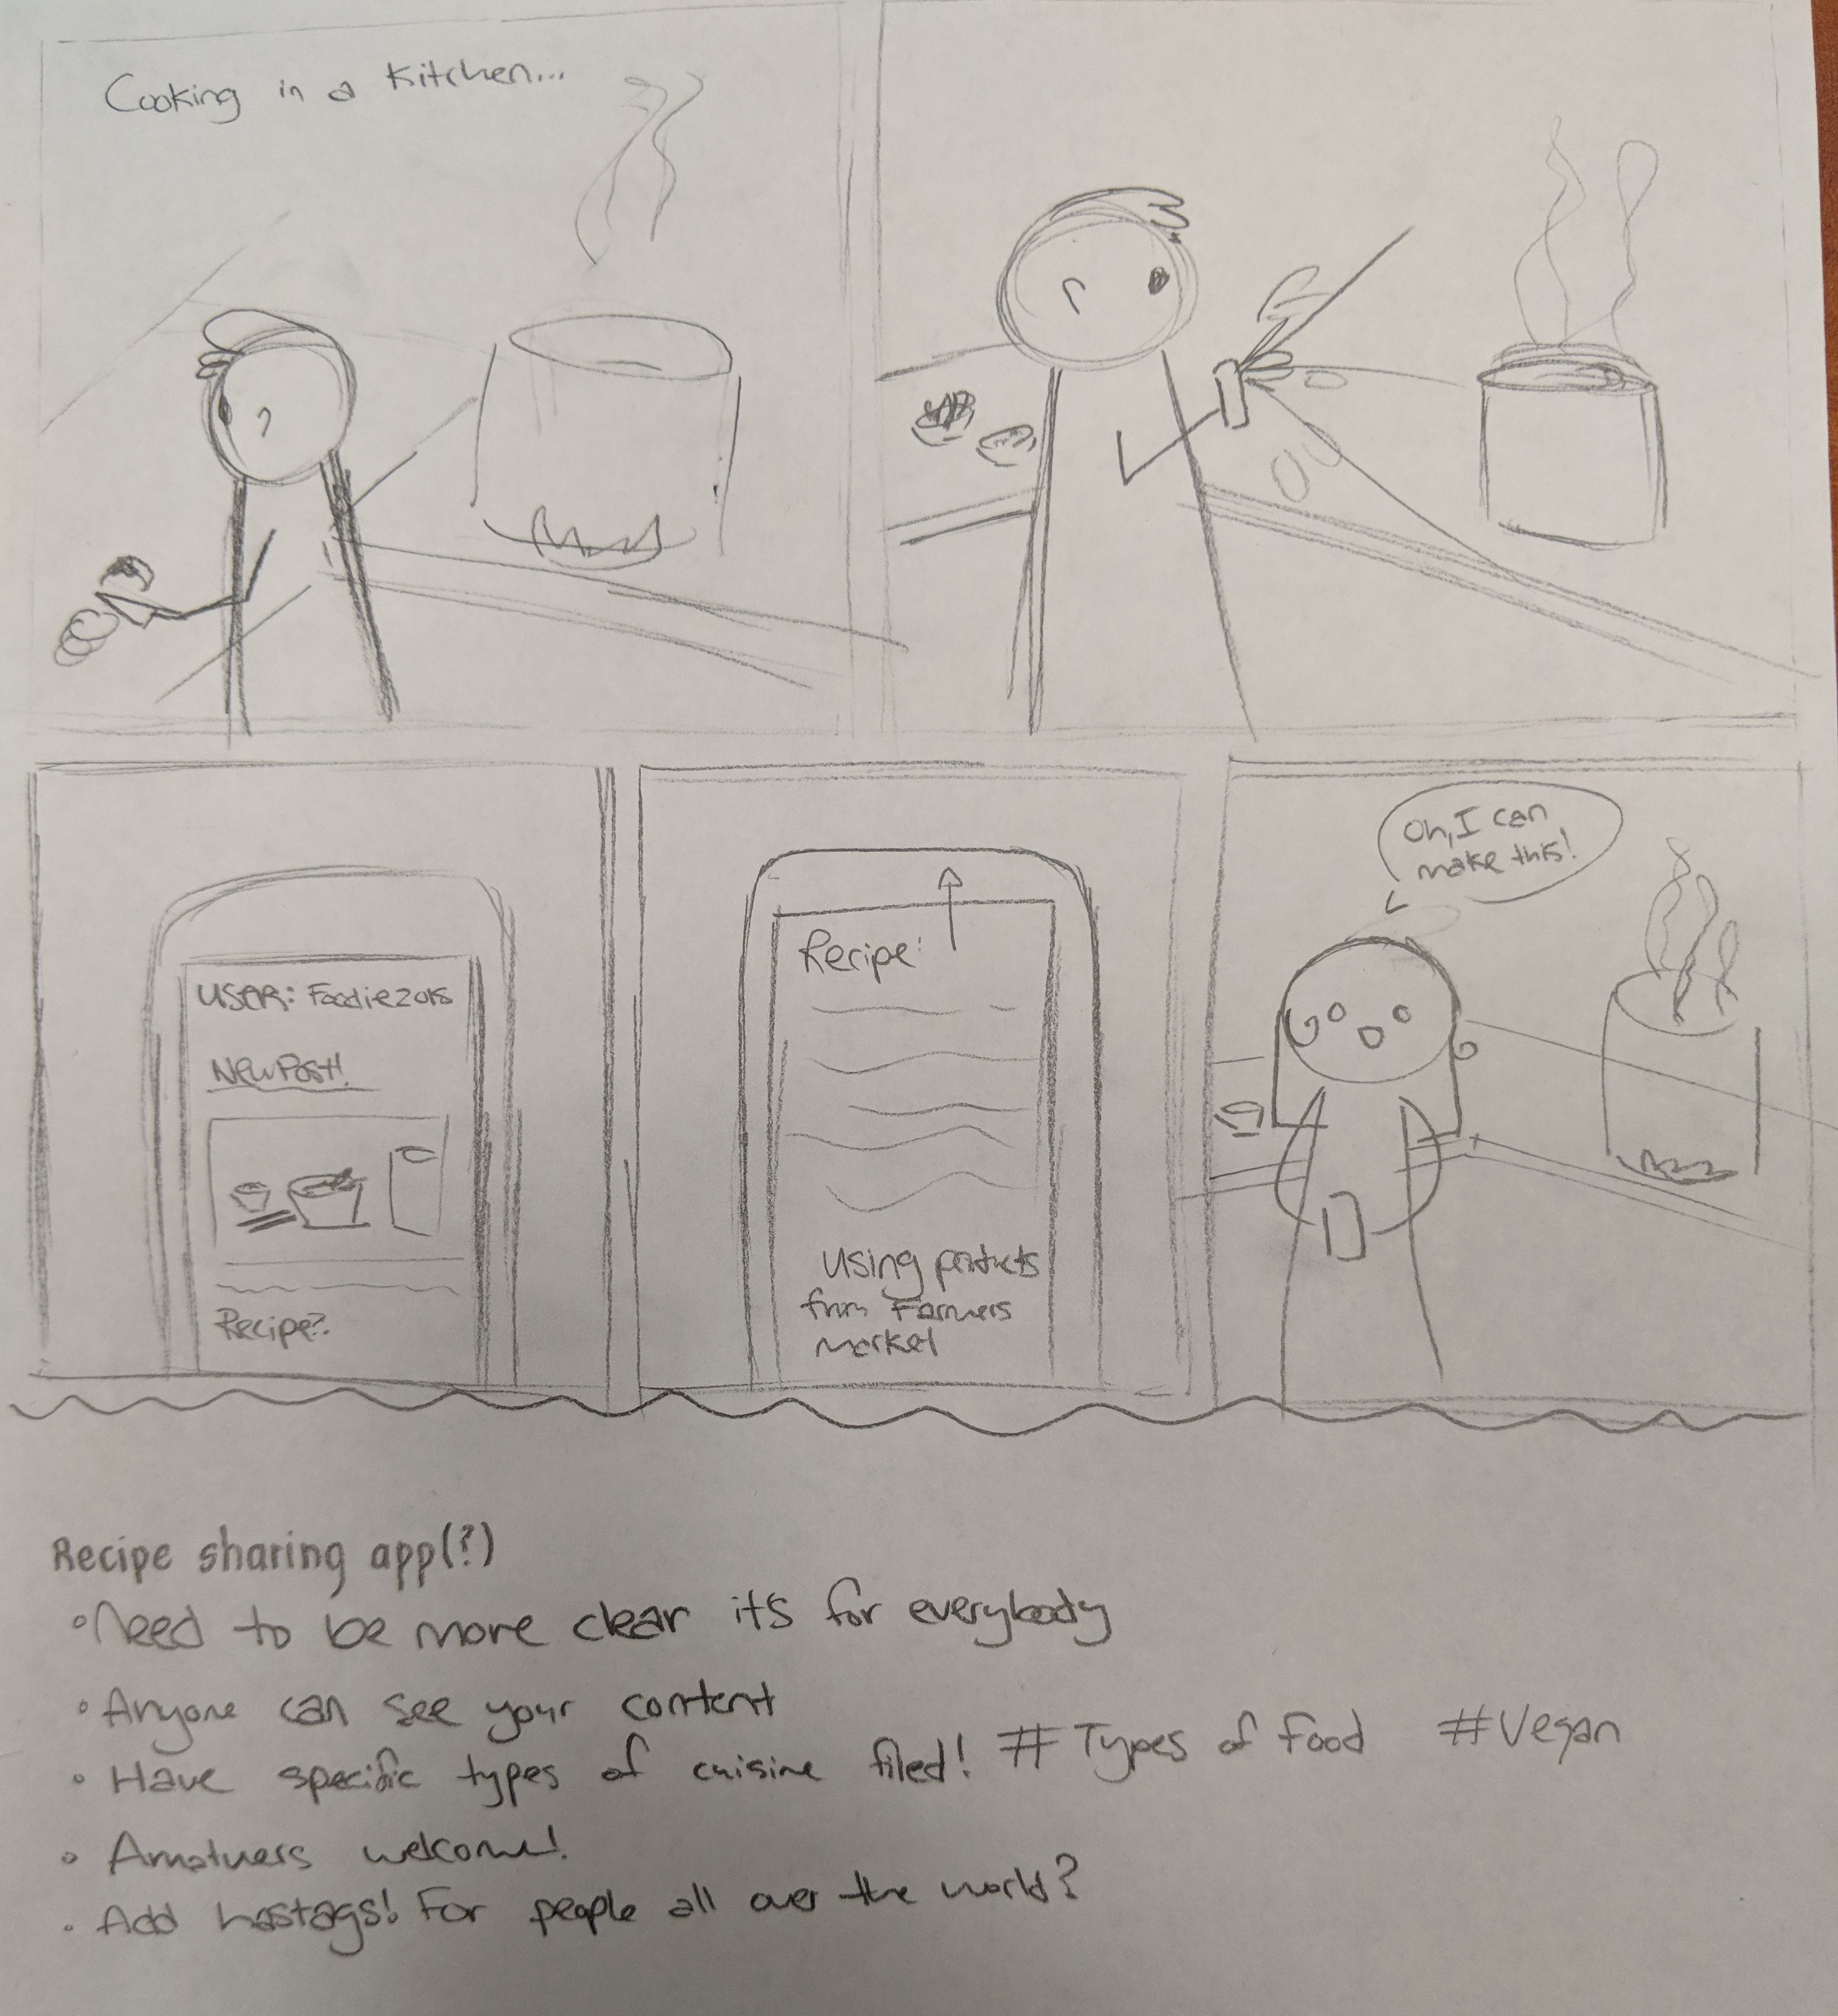 Cooking in a Kitchen...
USER: Foodie2018
New Post!
Recipe?
Recipe:
Using products
from Farmers
market
Oh, I can
make this!
Recipe sharing app(?)
• Need to be more clear its for everybody
• Anyone can see your content
• Have specific types of cuisine filed! # Types of Food #Vegan
• Amatuers welcome!
• Add hastags! For people all over the world?